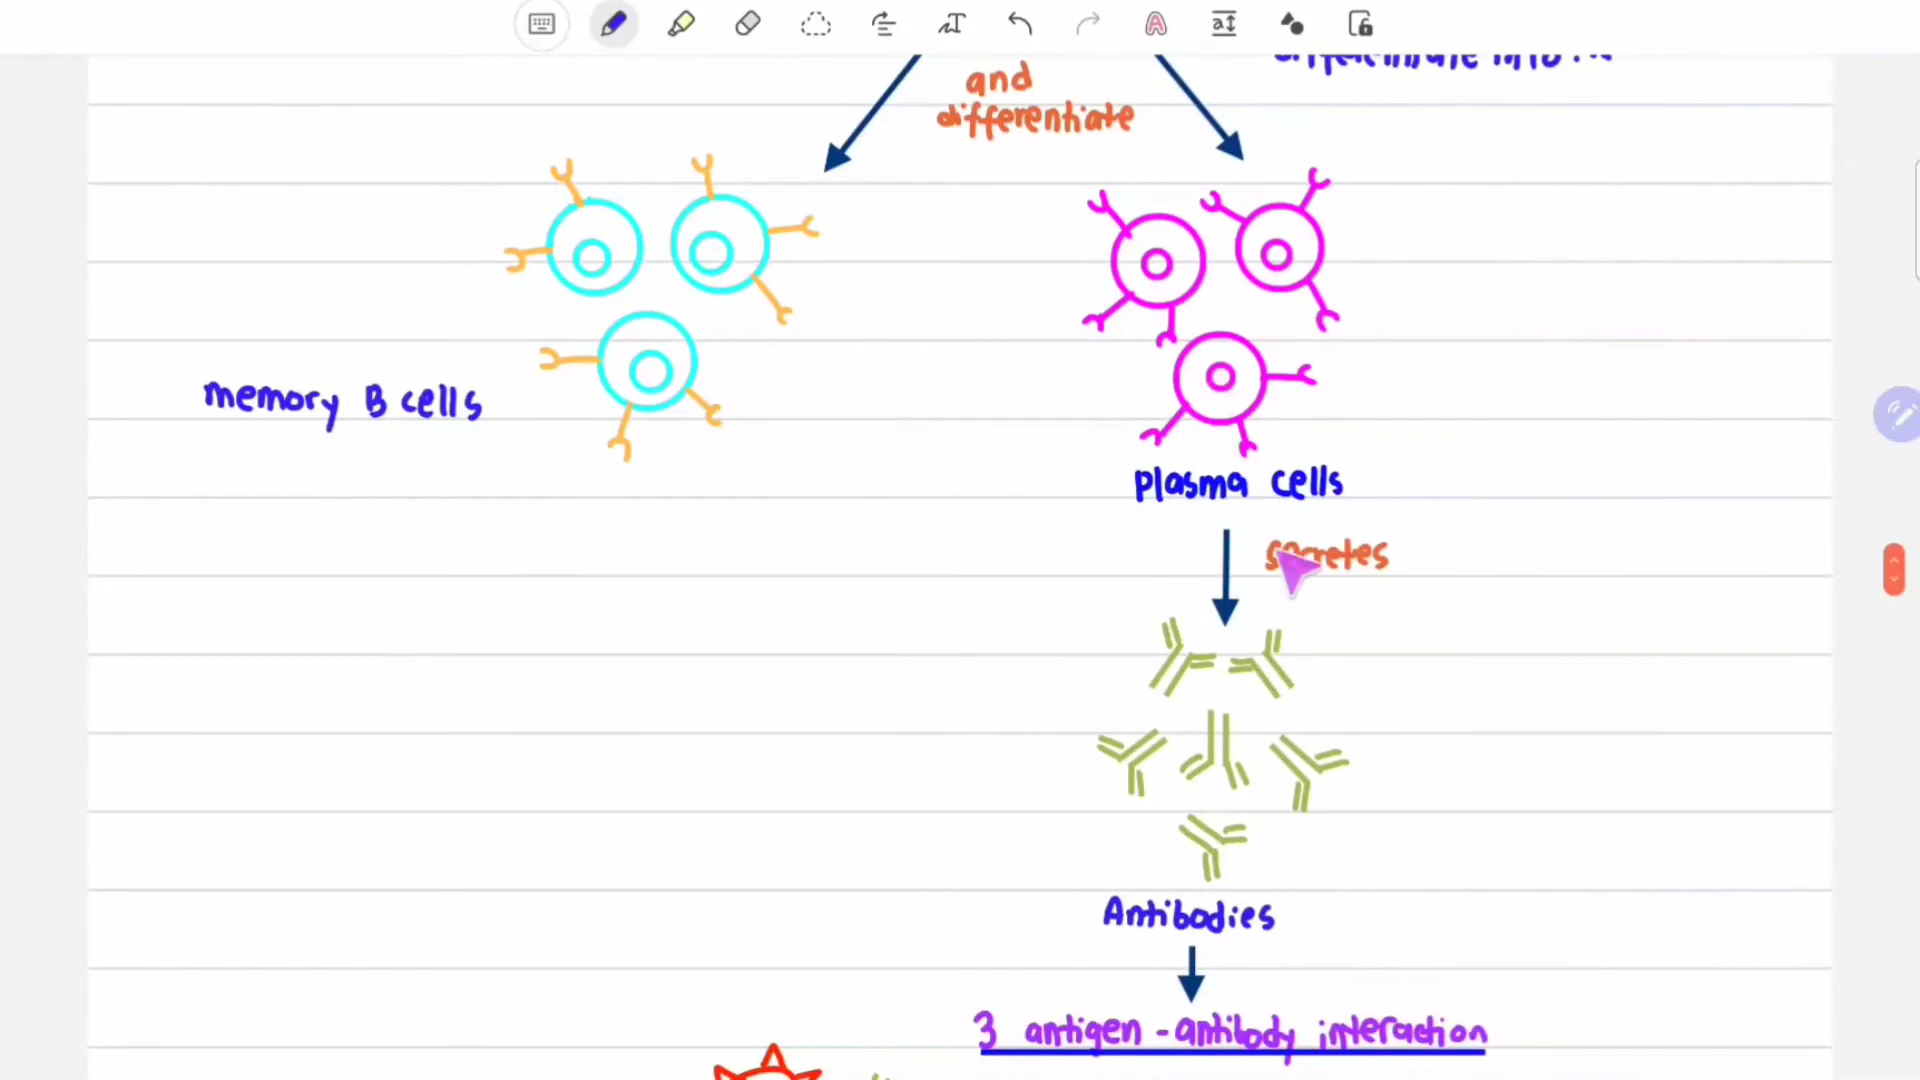 and
differentiate
memory B cells
plasma cells
secretes
Antibodies
3 antigen - antibody interaction